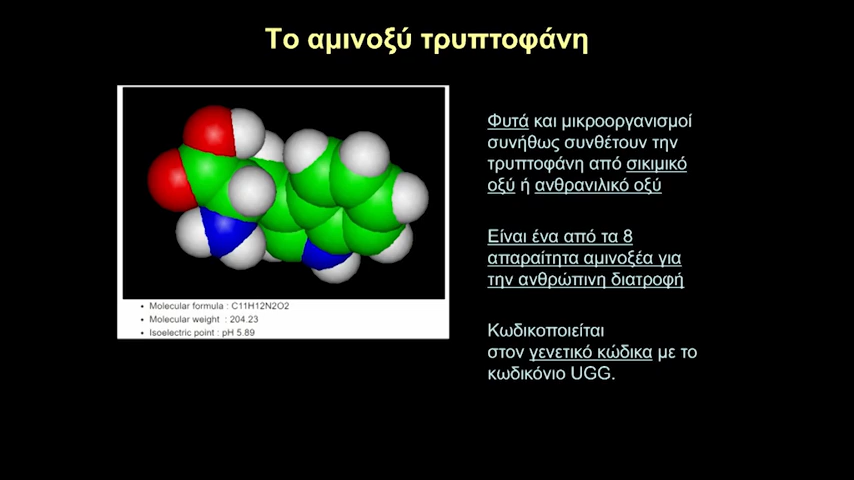 Το αμινοξύ τρυπτοφάνη
Φυτά και μικροοργανισμοί
συνήθως συνθέτουν την
τρυπτοφάνη από σικιμικό
οξύ ή ανθρανιλικό οξύ
Είναι ένα από τα 8
απαραίτητα αμινοξέα για
την ανθρώπινη διατροφή
Κωδικοποιείται
στον γενετικό κώδικα με το
κωδικόνιο UGG.
• Molecular formula : C11H12N2O2
• Molecular weight : 204.23
• Isoelectric point : pH 5.89